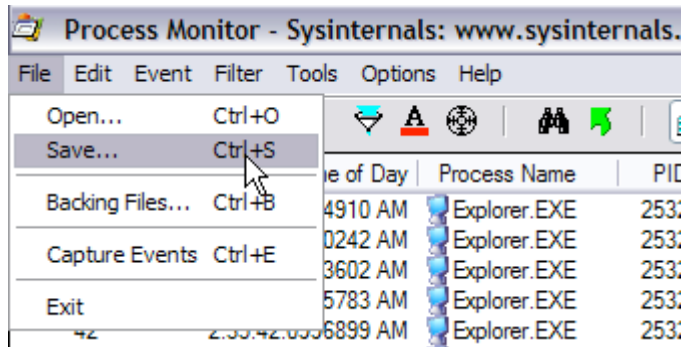 Process Monitor - Sysinternals: www.sysinternals.
File Edit Event Filter Tools Options Help
Open... Ctrl+O
Save... Ctrl+S
Backing Files... Ctrl+B
Capture Events Ctrl+E
Exit
e of Day Process Name PID
4910 AM Explorer.EXE 2532
0242 AM Explorer.EXE 2532
3602 AM Explorer.EXE 2532
5783 AM Explorer.EXE 2532
6899 AM Explorer.EXE 2532